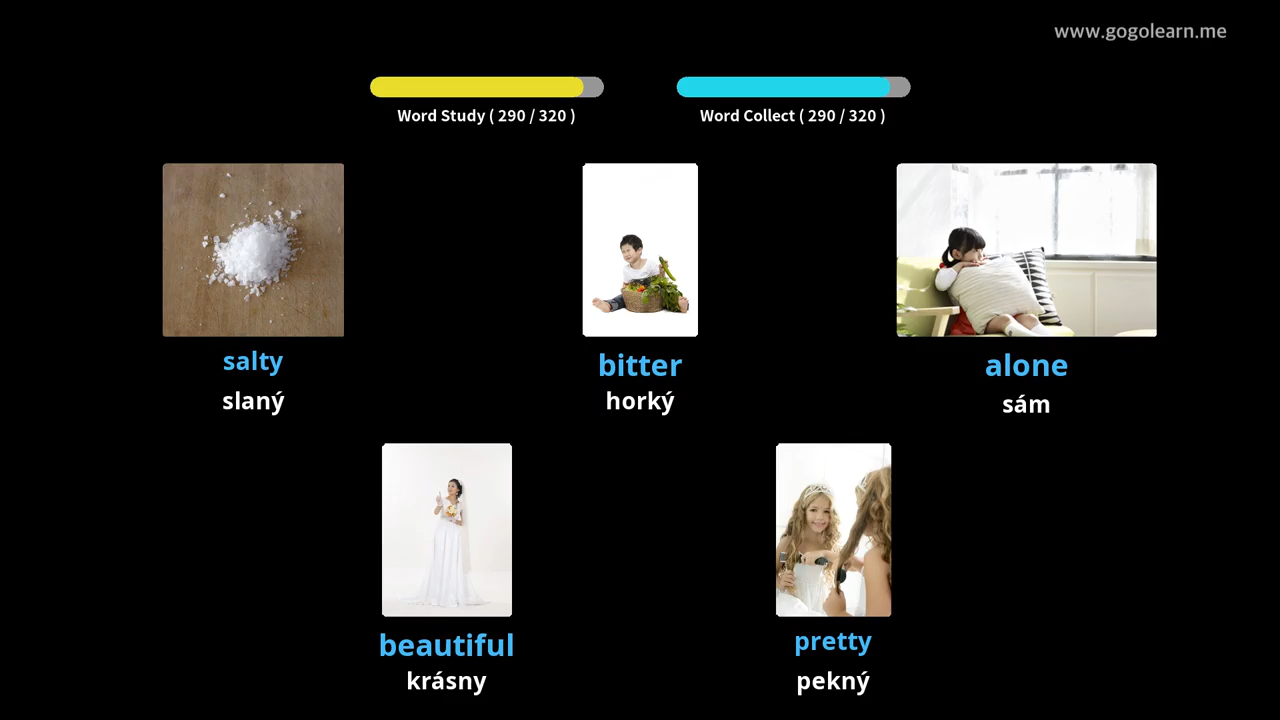 www.gogolearn.me
Word Study ( 290 / 320 )
Word Collect ( 290 / 320 )
salty
slaný
bitter
horký
alone
sám
beautiful
krásny
pretty
pekný